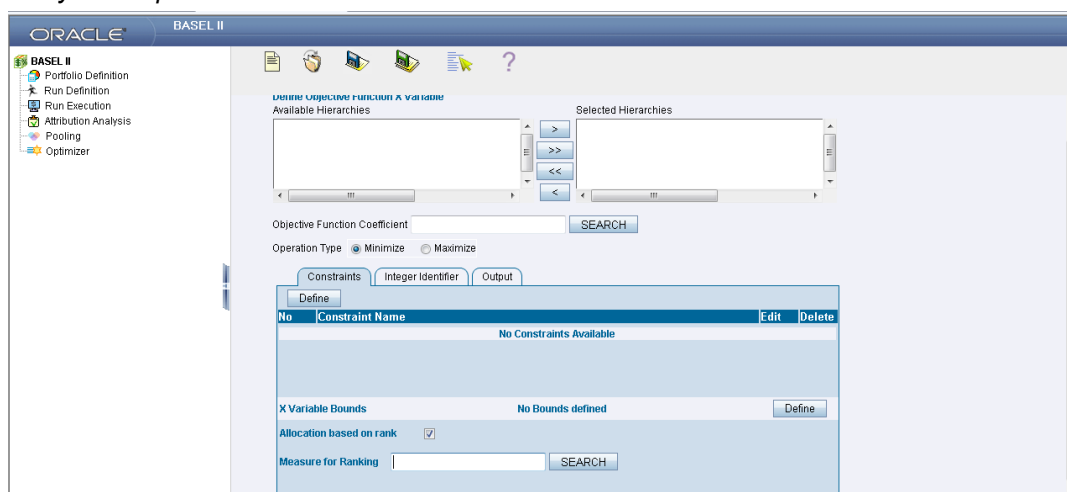 ORACLE BASEL II
BASEL II
Portfolio Definition
Run Definition
Run Execution
Attribution Analysis
Pooling
Optimizer
?
Define Objective Function X Variable
Available Hierarchies Selected Hierarchies
>
>>
<<
<
Objective Function Coefficient SEARCH
Operation Type Minimize Maximize
Constraints Integer Identifier Output
Define
No Constraint Name Edit Delete
No Constraints Available
X Variable Bounds No Bounds defined Define
Allocation based on rank
Measure for Ranking SEARCH